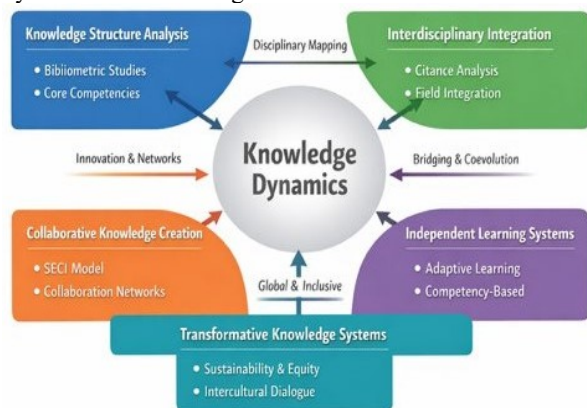 Knowledge Structure Analysis
• Bibiiometric Studies
• Core Competencies
Disciplinary Mapping
Interdisciplinary Integration
• Citance Analysis
• Field Integration
Innovation & Networks
Knowledge
Dynamics
Bridging & Coevolution
Collaborative Knowledge Creation
• SECI Model
• Collaboration Networks
Independent Learning Systems
• Adaptive Learning
• Competency-Based
Global & Inclusive
Transformative Knowledge Systems
• Sustainability & Equity
• Intercultural Dialogue